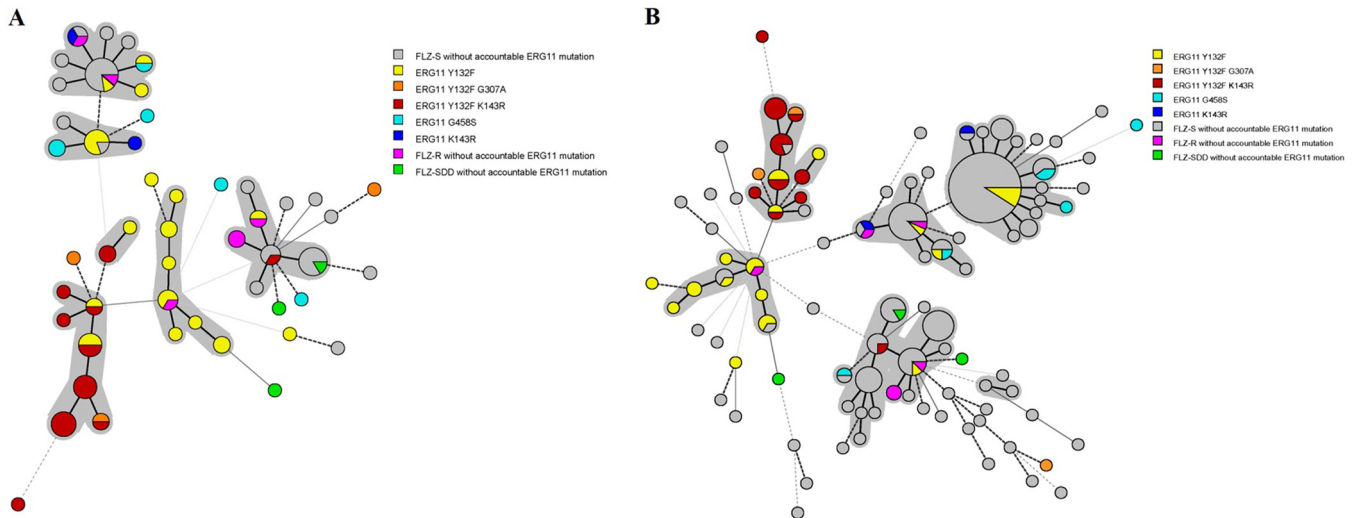 A
FLZ-S without accountable ERG11 mutation
ERG11 Y132F
ERG11 Y132F G307A
ERG11 Y132F K143R
ERG11 G458S
ERG11 K143R
FLZ-R without accountable ERG11 mutation
FLZ-SDD without accountable ERG11 mutation
B
ERG11 Y132F
ERG11 Y132F G307A
ERG11 Y132F K143R
ERG11 G458S
ERG11 K143R
FLZ-S without accountable ERG11 mutation
FLZ-R without accountable ERG11 mutation
FLZ-SDD without accountable ERG11 mutation